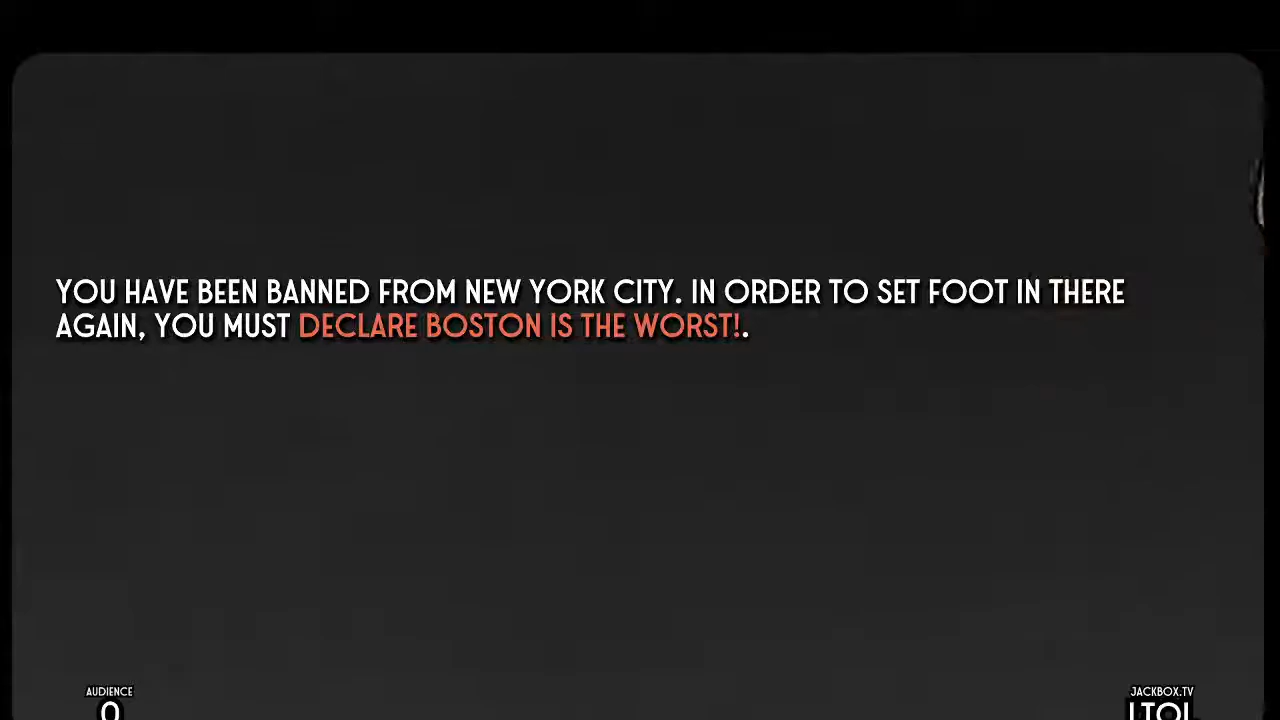 YOU HAVE BEEN BANNED FROM NEW YORK CITY. IN ORDER TO SET FOOT IN THERE
AGAIN, YOU MUST DECLARE BOSTON IS THE WORST!.
AUDIENCE
0
JACKBOX.TV